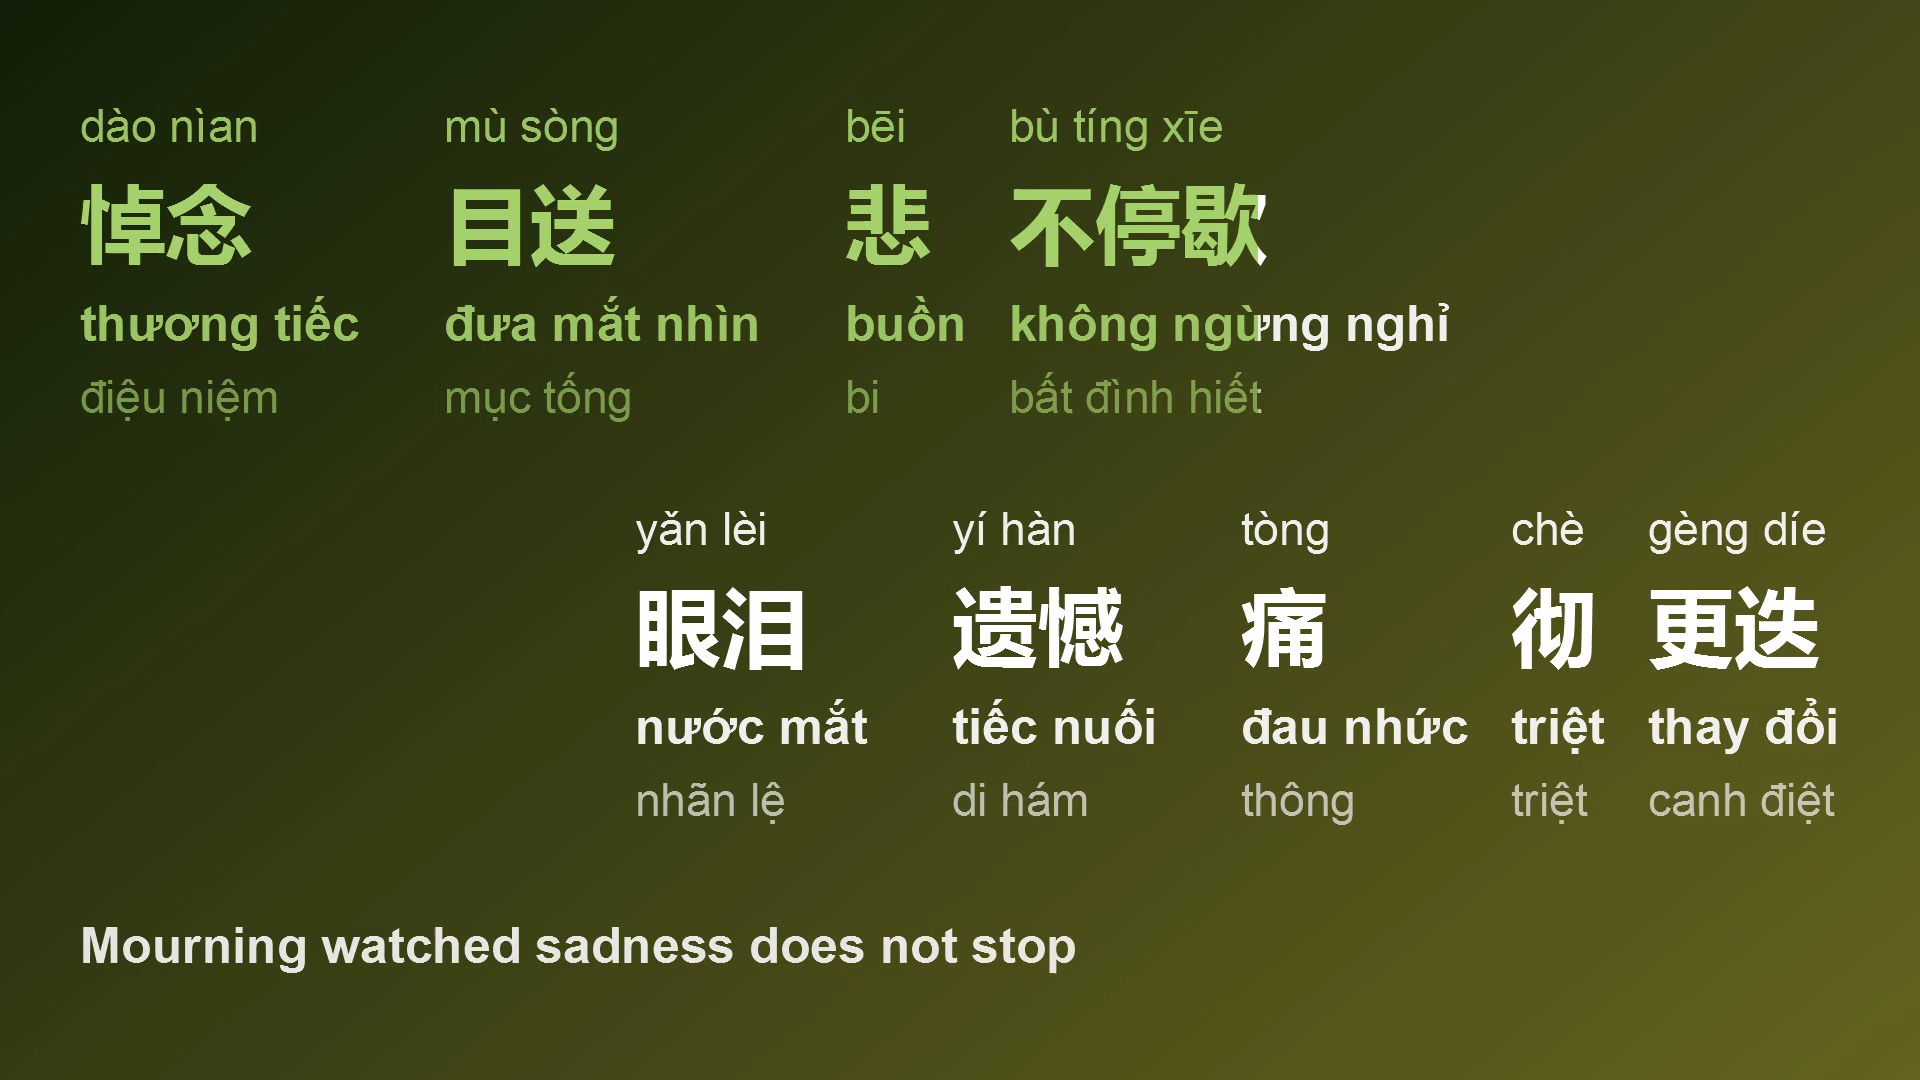 dào nìan mù sòng bēi bù tíng xīe
悼念 目送 悲 不停歇
thương tiếc đưa mắt nhìn buồn không ngừng nghỉ
điệu niệm mục tống bi bất đình hiết
yǎn lèi yí hàn tòng chè gèng díe
眼泪 遗憾 痛 彻 更迭
nước mắt tiếc nuối đau nhức triệt thay đổi
nhãn lệ di hám thông triệt canh điệt
Mourning watched sadness does not stop